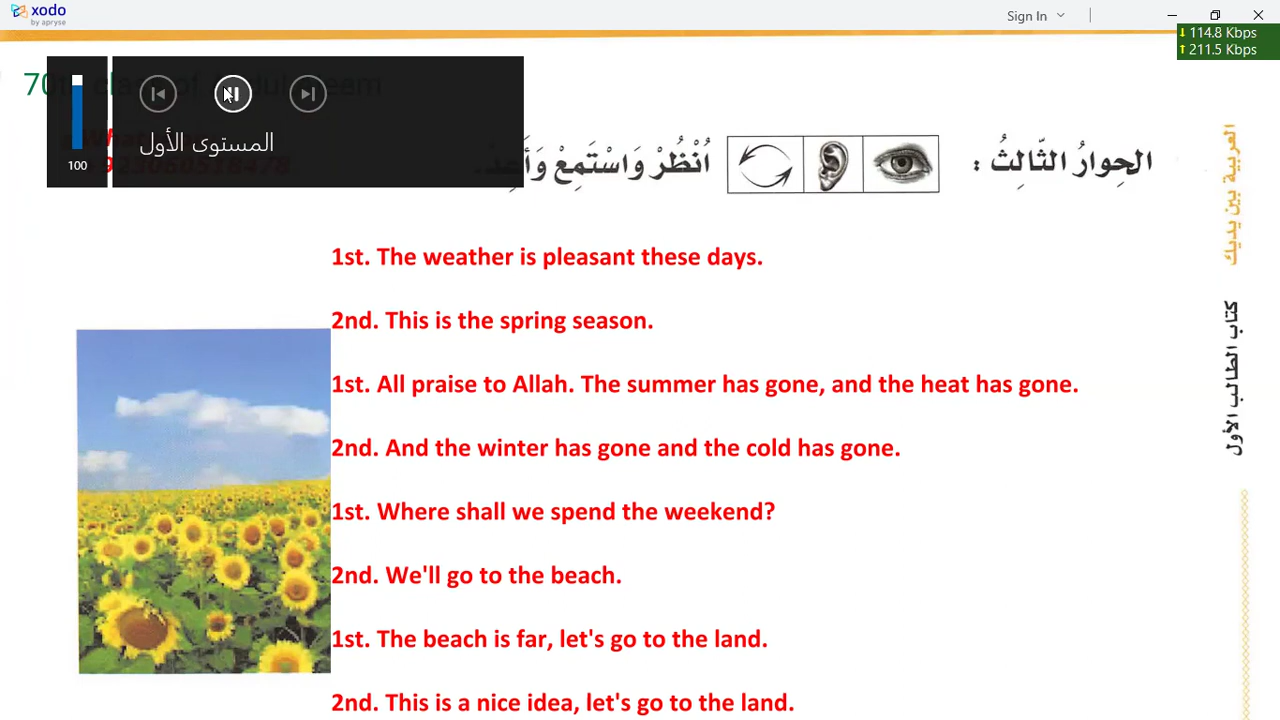 xodo
by apryse
Sign In
114.8 Kbps
211.5 Kbps
70th class of
100
المستوى الأول
الحِوارُ الثّالِثُ : اُنْظُرْ وَاسْتَمِعْ
1st. The weather is pleasant these days.
2nd. This is the spring season.
1st. All praise to Allah. The summer has gone, and the heat has gone.
2nd. And the winter has gone and the cold has gone.
1st. Where shall we spend the weekend?
2nd. We'll go to the beach.
1st. The beach is far, let's go to the land.
2nd. This is a nice idea, let's go to the land.
العربية بين يديك
كتاب الطالب الأول